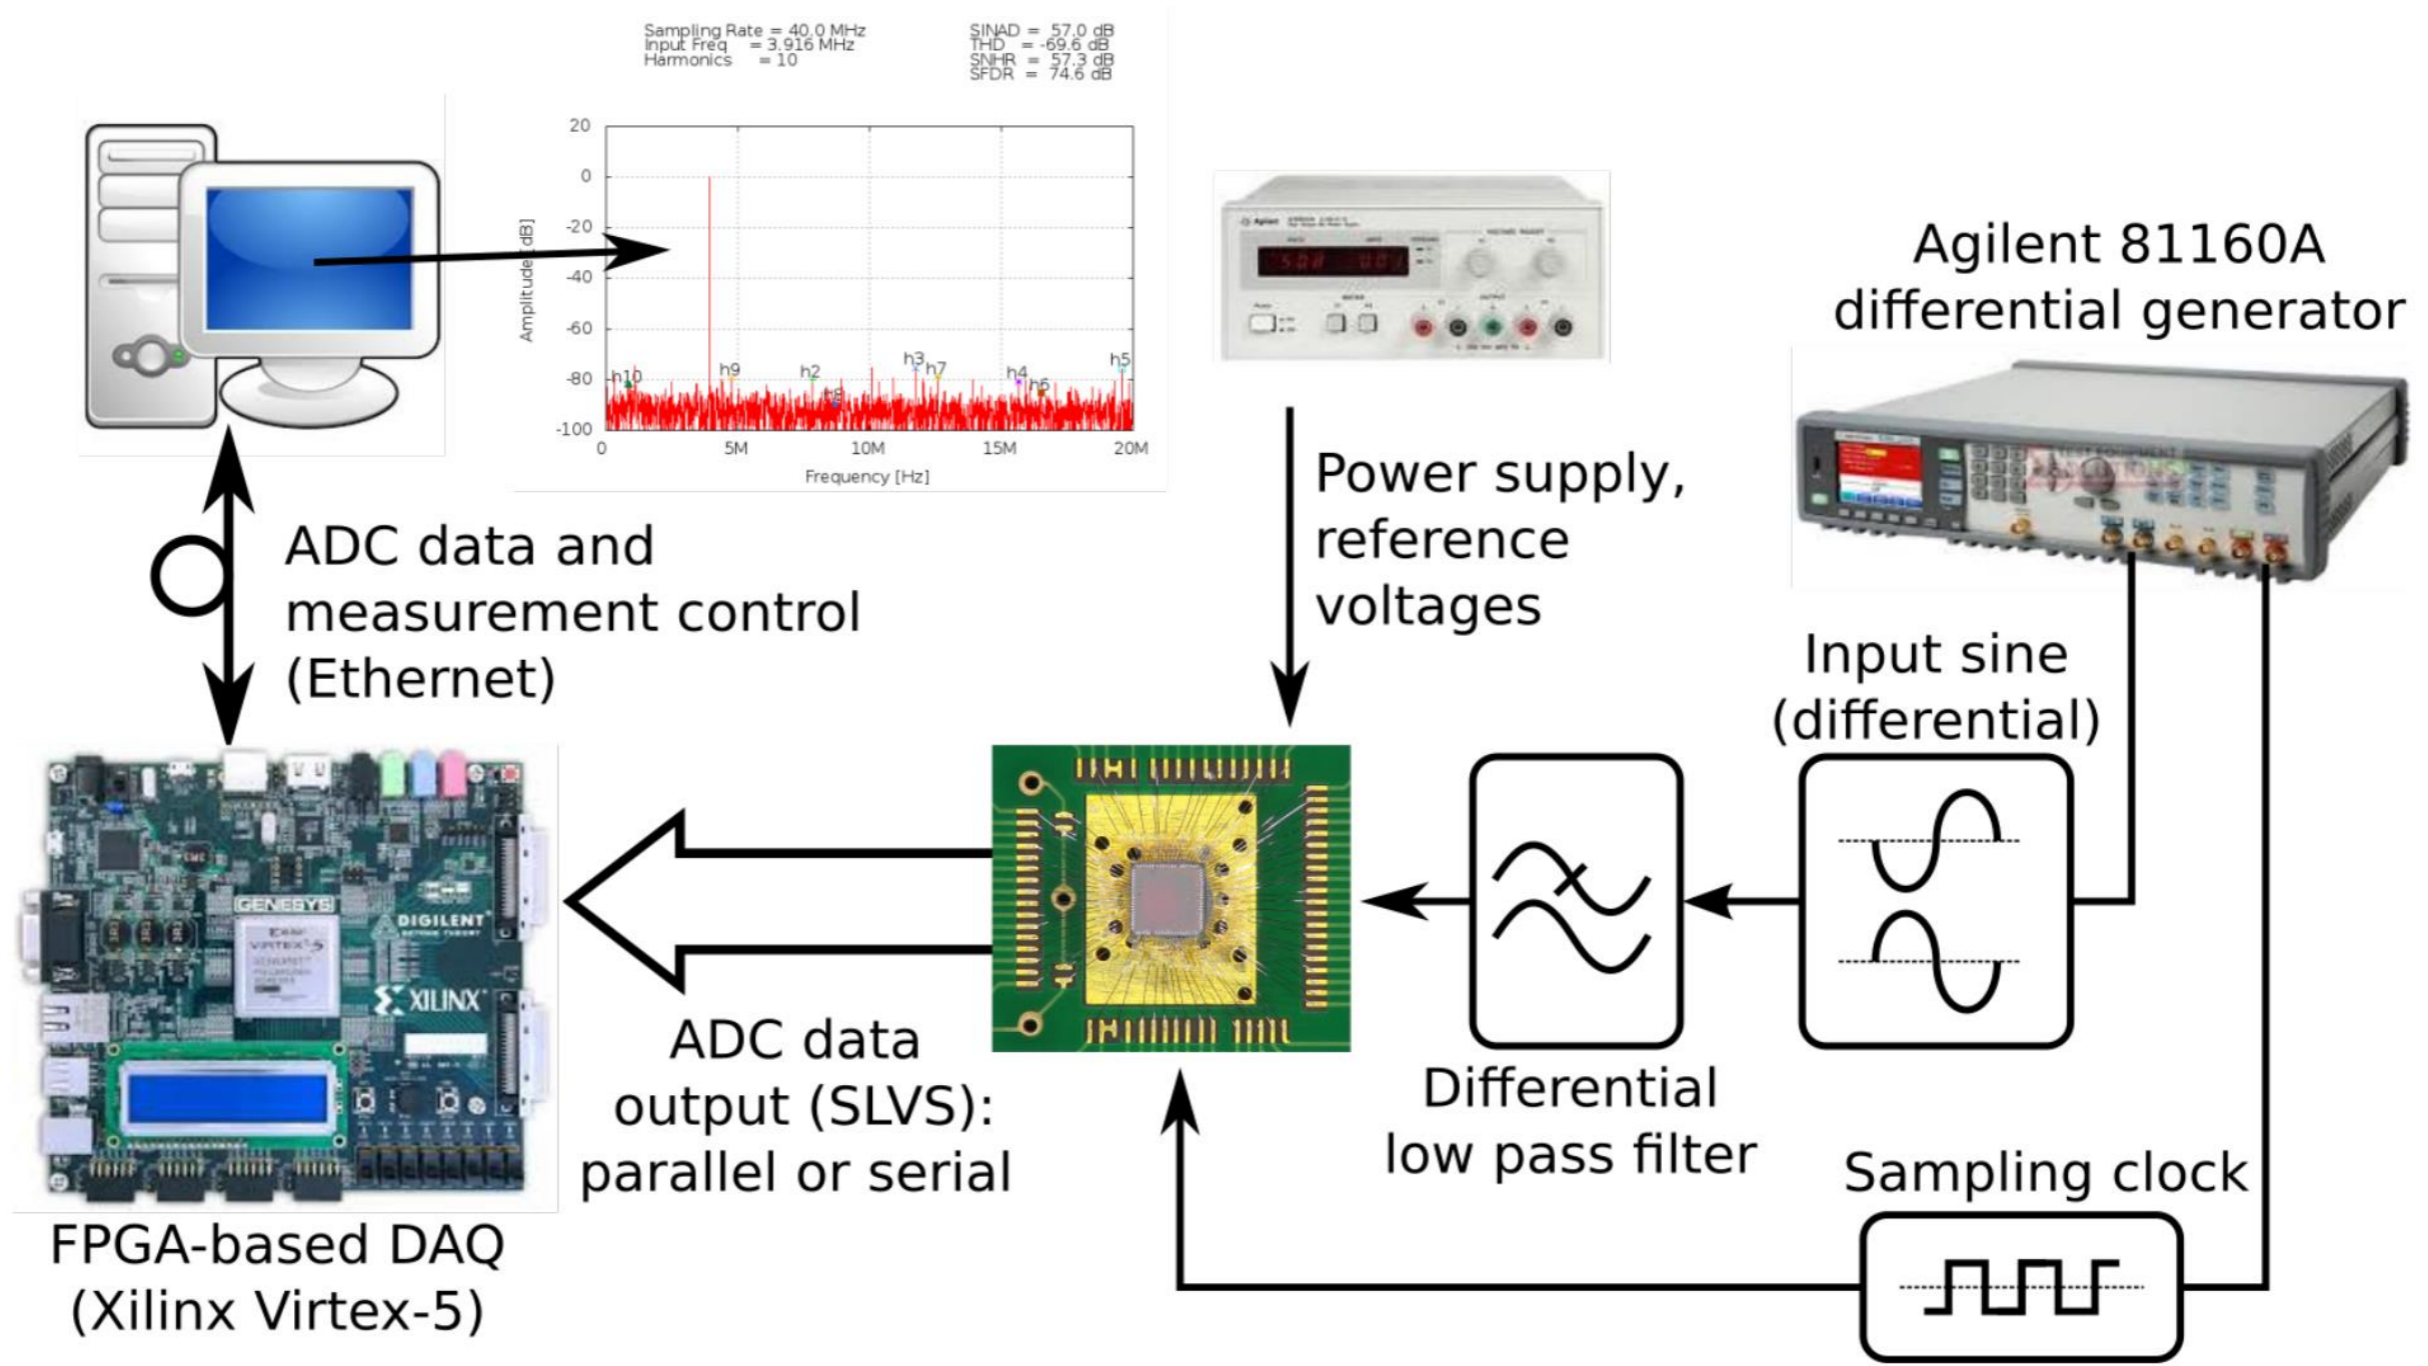 Sampling Rate = 40.0 MHz
Input Freq = 3.916 MHz
Harmonics = 10
SINAD = 57.0 dB
THD = -69.6 dB
SNHR = 57.3 dB
SFDR = 74.6 dB
20
0
-20
-40
-60
-80
-100
Amplitude [dB]
h10
h9
h2
h8
h3
h7
h4
h6
h5
0
5M
10M
15M
20M
Frequency [Hz]
Agilent
Agilent 81160A
differential generator
Power supply,
reference
voltages
ADC data and
measurement control
(Ethernet)
Input sine
(differential)
GENESYS
VIRTEX-5
DIGILENT
XILINX
ADC data
output (SLVS):
parallel or serial
Differential
low pass filter
Sampling clock
FPGA-based DAQ
(Xilinx Virtex-5)